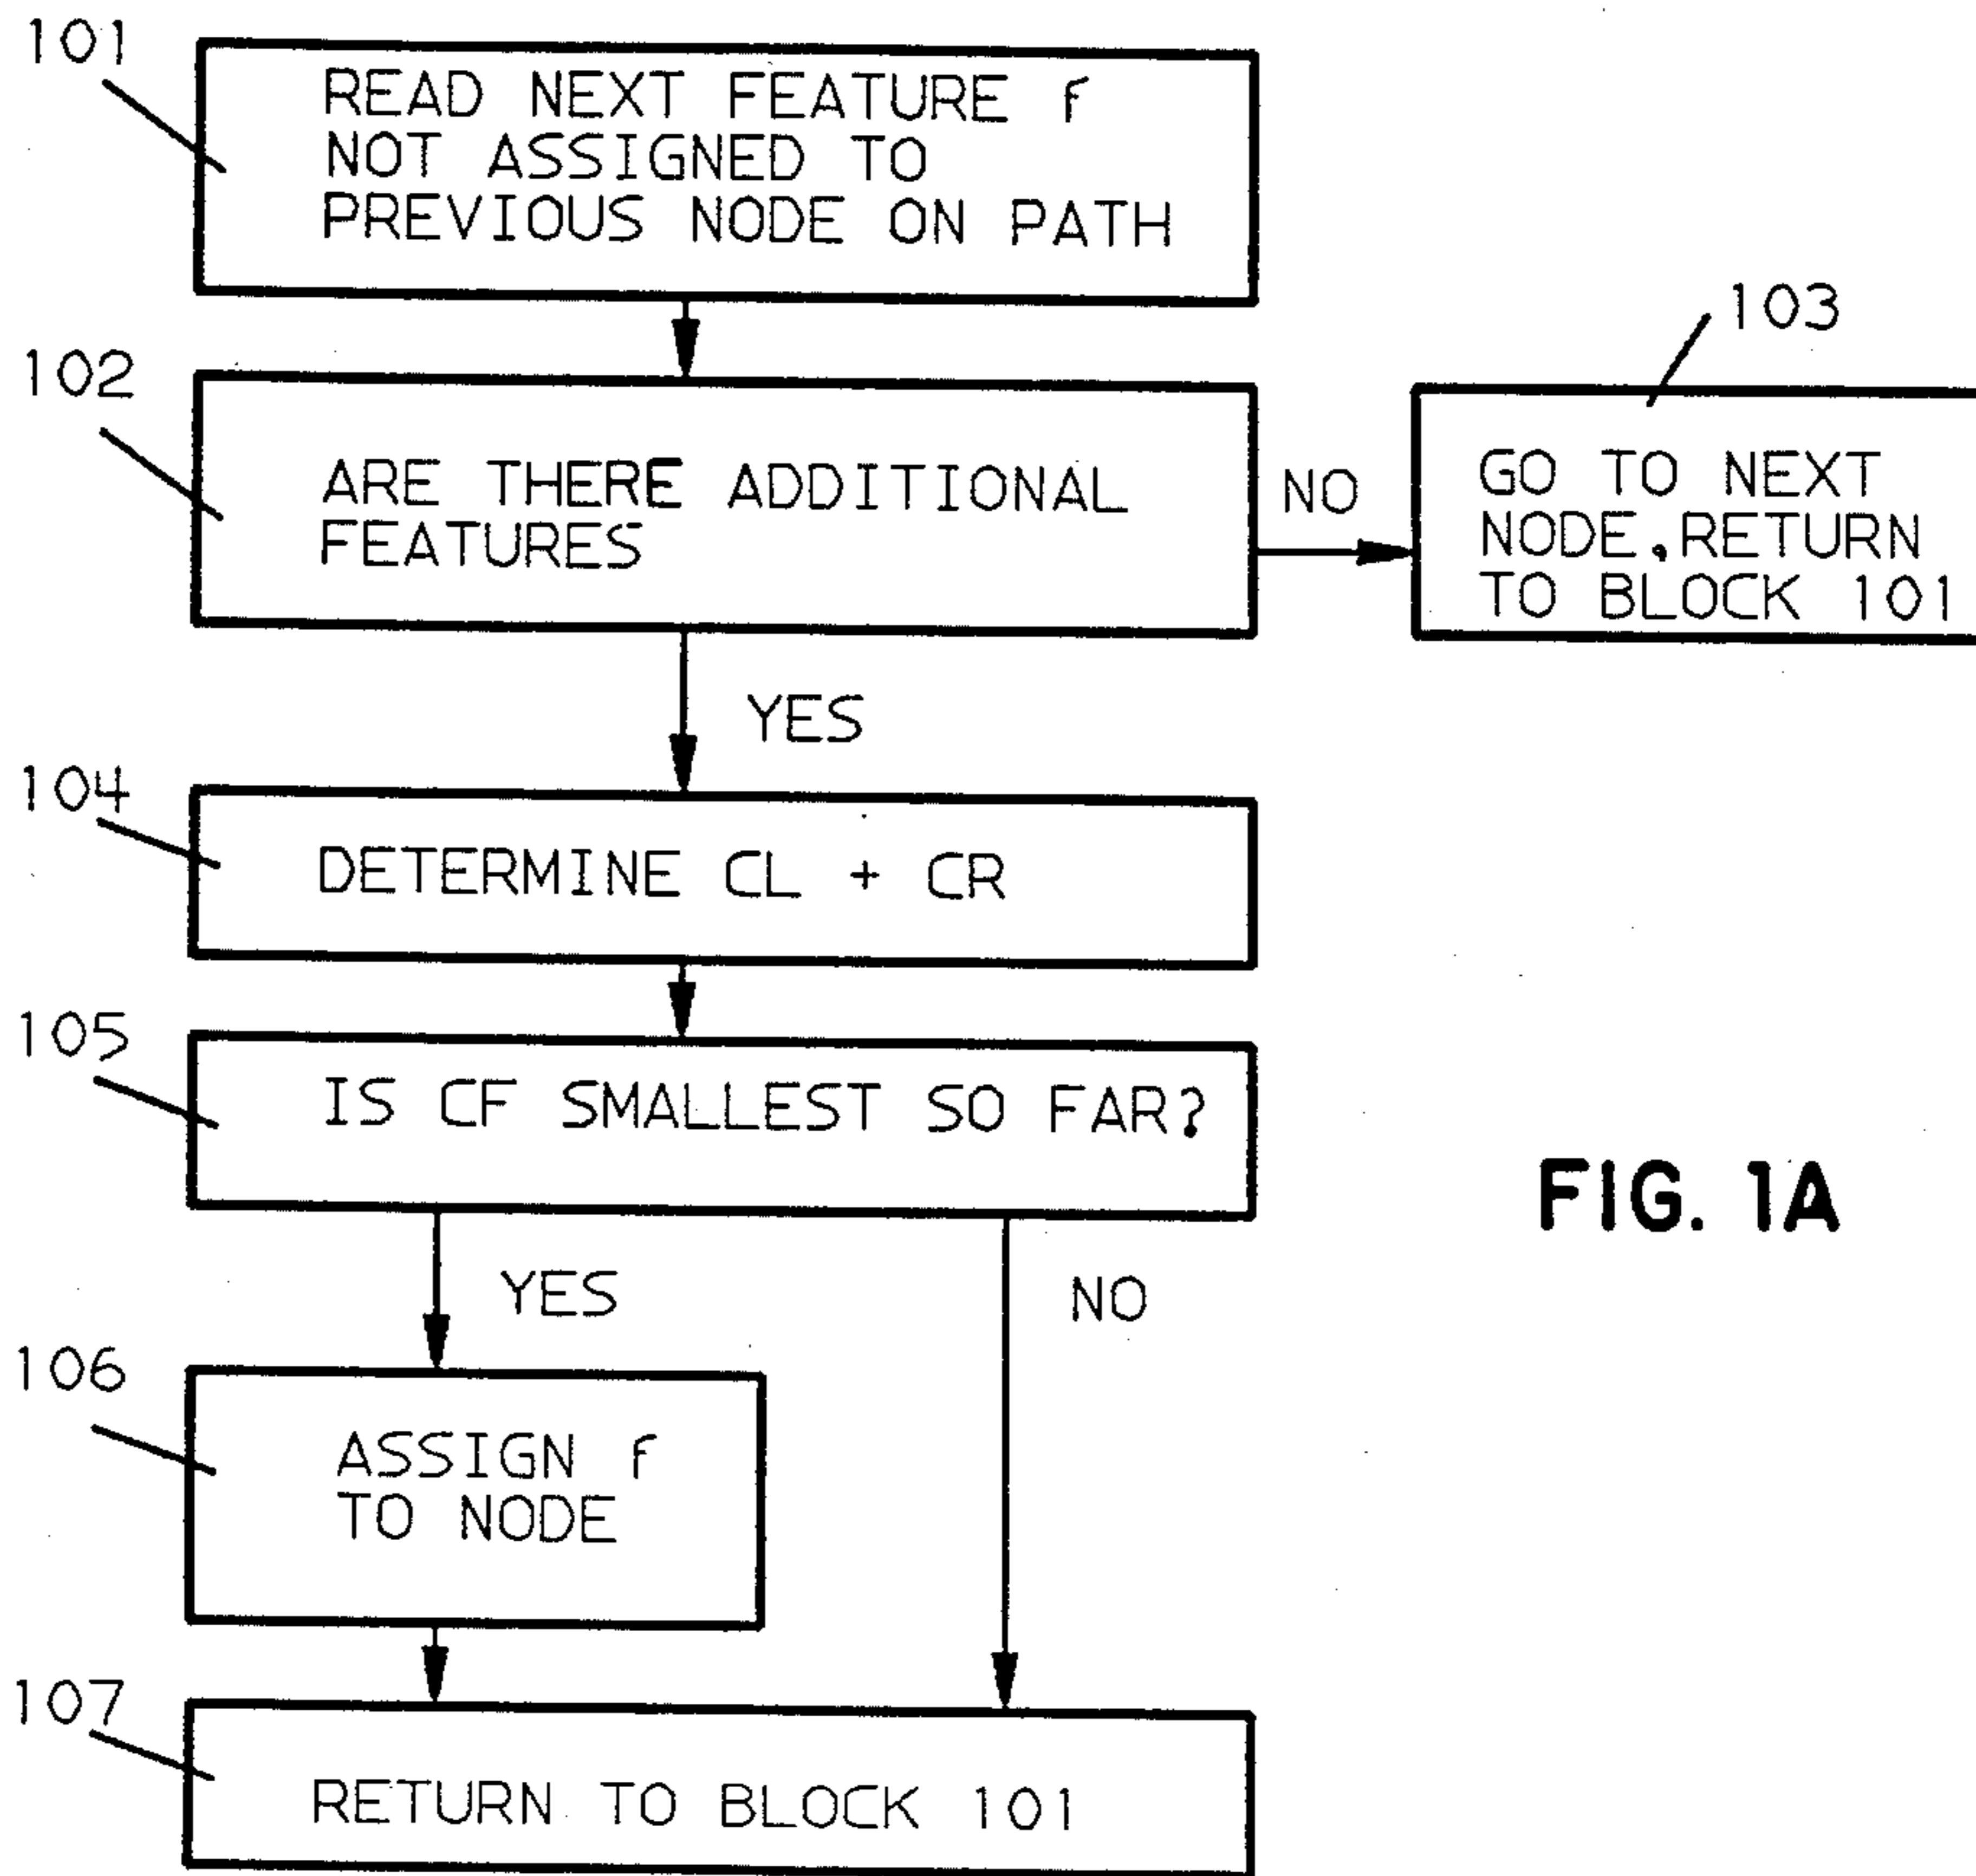 101
READ NEXT FEATURE f
NOT ASSIGNED TO
PREVIOUS NODE ON PATH
102
ARE THERE ADDITIONAL
FEATURES
NO
103
GO TO NEXT
NODE.RETURN
TO BLOCK 101
YES
104
DETERMINE CL + CR
105
IS CF SMALLEST SO FAR?
YES
NO
106
ASSIGN f
TO NODE
107
RETURN TO BLOCK 101
FIG. 1A